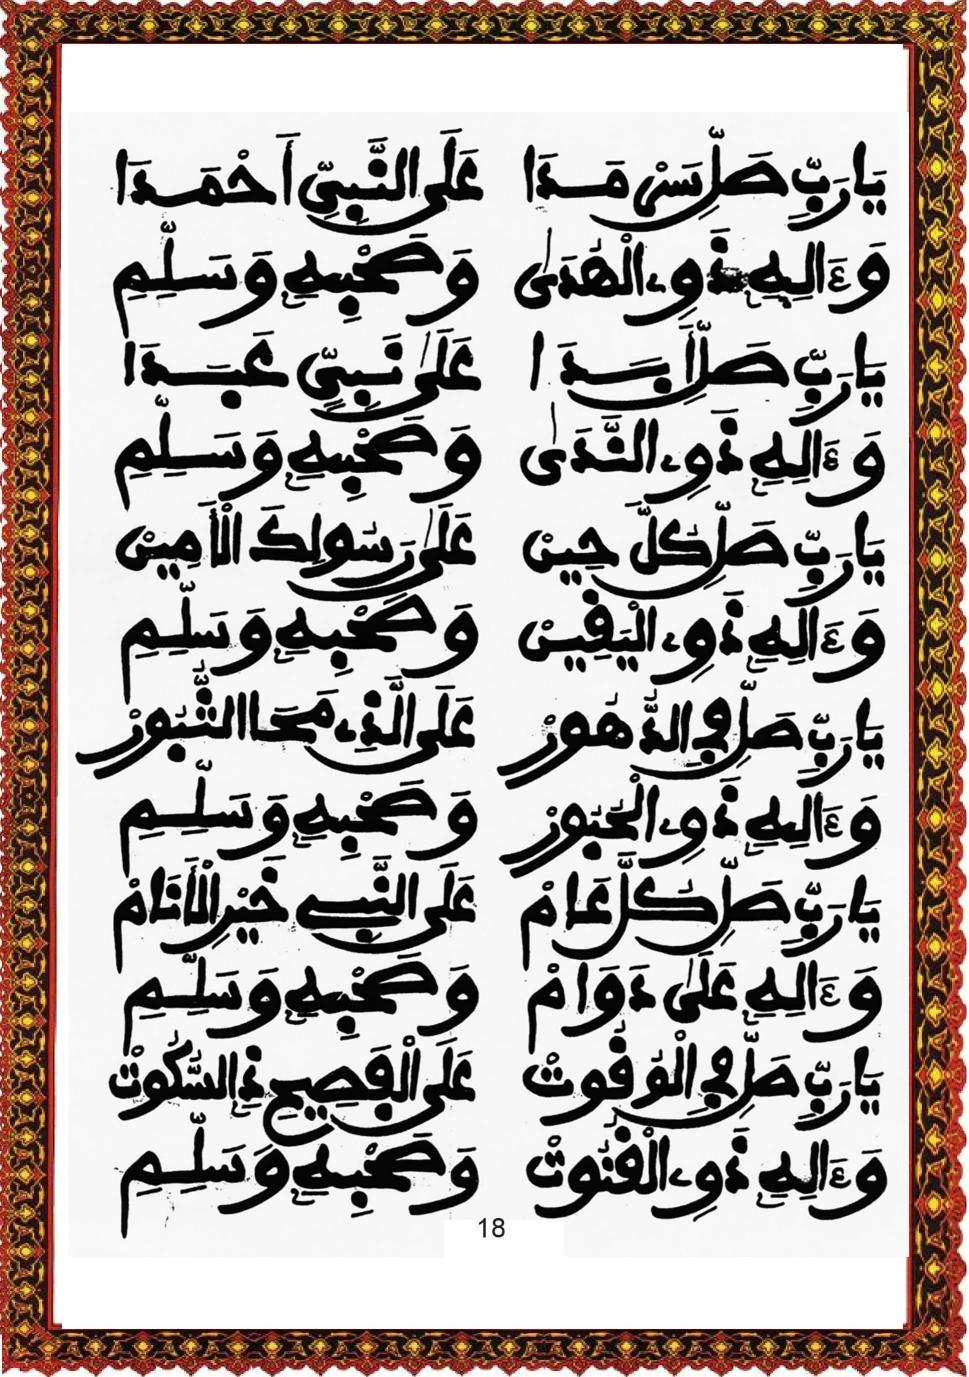 يَارَبِّ صَلِّ سَرْمَدَا عَلَى النَّبِيِّ أَحْمَدَا
وَءَالِهِ ذَوِي الْهُدَى وَصَحْبِهِ وَسَلِّمِ
يَارَبِّ صَلِّ أَبَدَا عَلَى نَبِيٍّ عَبَدَا
وَءَالِهِ ذَوِي النَّدَى وَصَحْبِهِ وَسَلِّمِ
يَارَبِّ صَلِّ كُلَّ حِينْ عَلَى رَسُولِكَ الْأَمِينْ
وَءَالِهِ ذَوِي الْيَقِينْ وَصَحْبِهِ وَسَلِّمِ
يَارَبِّ صَلِّ فِي الدُّهُورْ عَلَى الَّذِي مَحَا الثُّبُورْ
وَءَالِهِ ذَوِي الْحُبُورْ وَصَحْبِهِ وَسَلِّمِ
يَارَبِّ صَلِّ كُلَّ عَامْ عَلَى النَّبِي خَيْرِ الْأَنَامْ
وَءَالِهِ عَلَى دَوَامْ وَصَحْبِهِ وَسَلِّمِ
يَارَبِّ صَلِّ فِي الْوُقُوتْ عَلَى الْفَصِيحِ ذِي السُّكُوتْ
وَءَالِهِ ذَوِي الْقُنُوتْ وَصَحْبِهِ وَسَلِّمِ
18